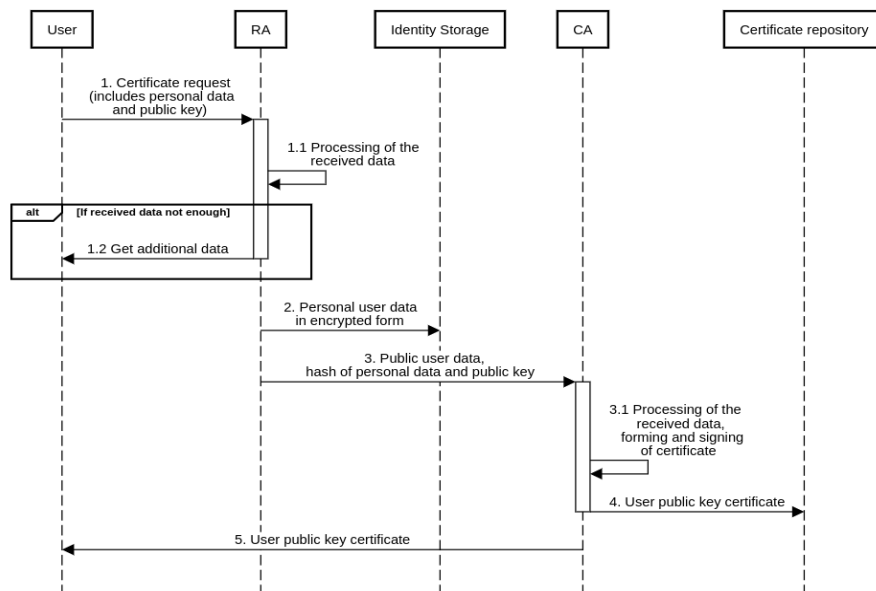 User
RA
Identity Storage
CA
Certificate repository
1. Certificate request
(includes personal data
and public key)
1.1 Processing of the
received data
alt
[If received data not enough]
1.2 Get additional data
2. Personal user data
in encrypted form
3. Public user data,
hash of personal data and public key
3.1 Processing of the
received data,
forming and signing
of certificate
4. User public key certificate
5. User public key certificate